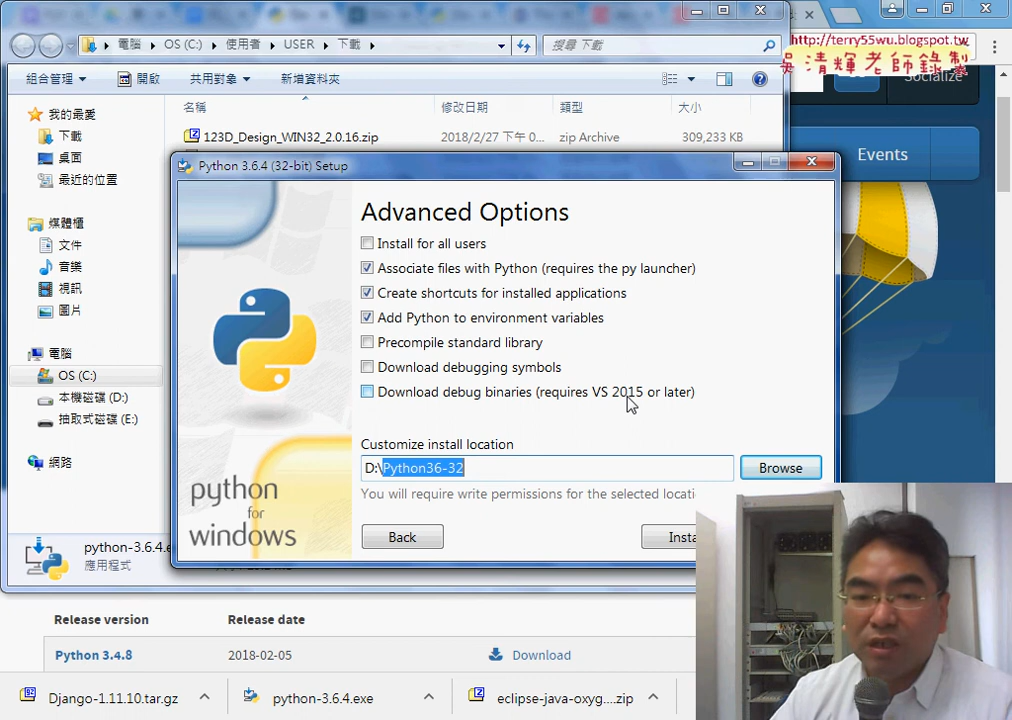 http://terry55wu.blogspot.tw
吳清輝老師錄製
Socialize
Events
電腦 OS (C:) 使用者 USER 下載
搜尋 下載
組合管理 開啟 共用對象 新增資料夾
名稱 修改日期 類型 大小
123D_Design_WIN32_2.0.16.zip 2018/2/27 下午 0... zip Archive 309,233 KB
我的最愛
下載
桌面
最近的位置
媒體櫃
文件
音樂
視訊
圖片
電腦
OS (C:)
本機磁碟 (D:)
抽取式磁碟 (E:)
網路
python-3.6.4.e
應用程式
Python 3.6.4 (32-bit) Setup
Advanced Options
Install for all users
Associate files with Python (requires the py launcher)
Create shortcuts for installed applications
Add Python to environment variables
Precompile standard library
Download debugging symbols
Download debug binaries (requires VS 2015 or later)
Customize install location
D:\Python36-32
Browse
You will require write permissions for the selected locati
Back
Insta
python
for
windows
Release version Release date
Python 3.4.8 2018-02-05 Download
Django-1.11.10.tar.gz python-3.6.4.exe eclipse-java-oxyg....zip